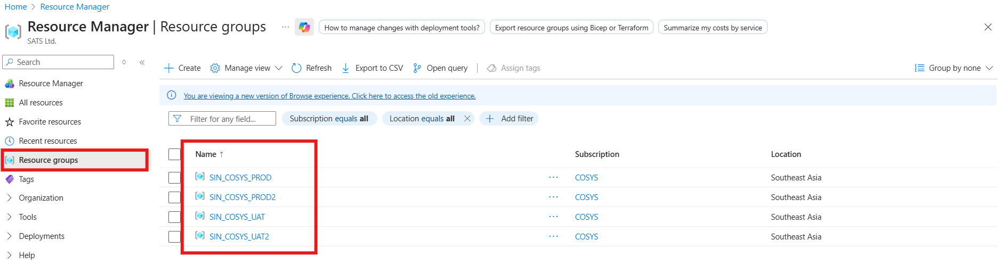 Home > Resource Manager
Resource Manager | Resource groups ... How to manage changes with deployment tools? Export resource groups using Bicep or Terraform Summarize my costs by service
SATS Ltd.
Search
Create Manage view Refresh Export to CSV Open query Assign tags Group by none
Resource Manager
All resources
Favorite resources
Recent resources
Resource groups
Tags
Organization
Tools
Deployments
Help
You are viewing a new version of Browse experience. Click here to access the old experience.
Filter for any field... Subscription equals all Location equals all Add filter
Name ↑ Subscription Location
SIN_COSYS_PROD ... COSYS Southeast Asia
SIN_COSYS_PROD2 ... COSYS Southeast Asia
SIN_COSYS_UAT ... COSYS Southeast Asia
SIN_COSYS_UAT2 ... COSYS Southeast Asia